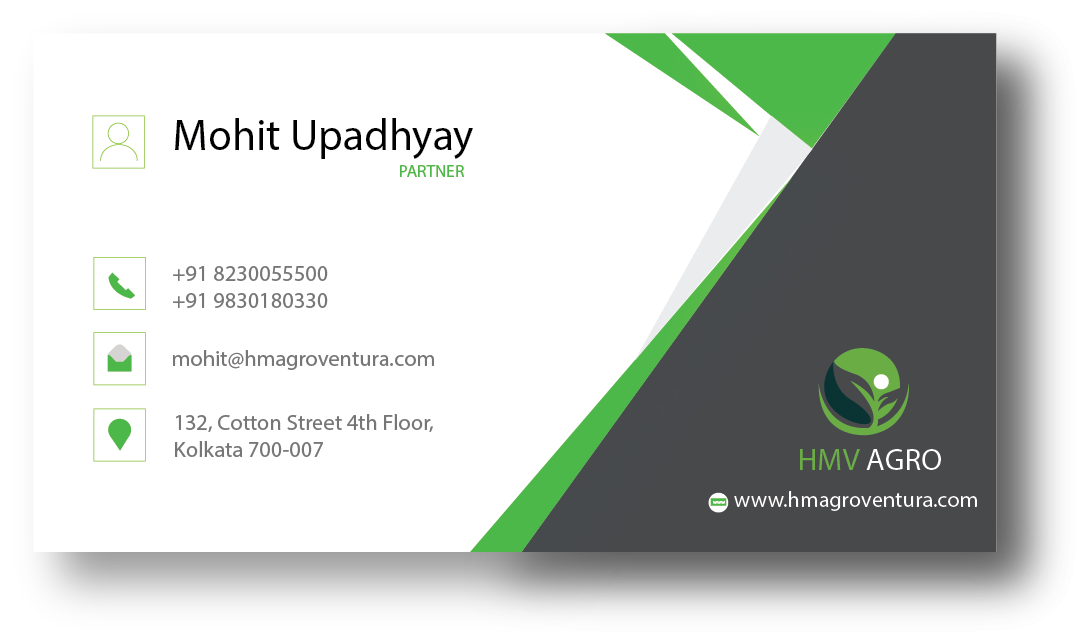 Mohit Upadhyay
PARTNER
+91 8230055500
+91 9830180330
mohit@hmagroventura.com
132, Cotton Street 4th Floor,
Kolkata 700-007
HMV AGRO
www.hmagroventura.com